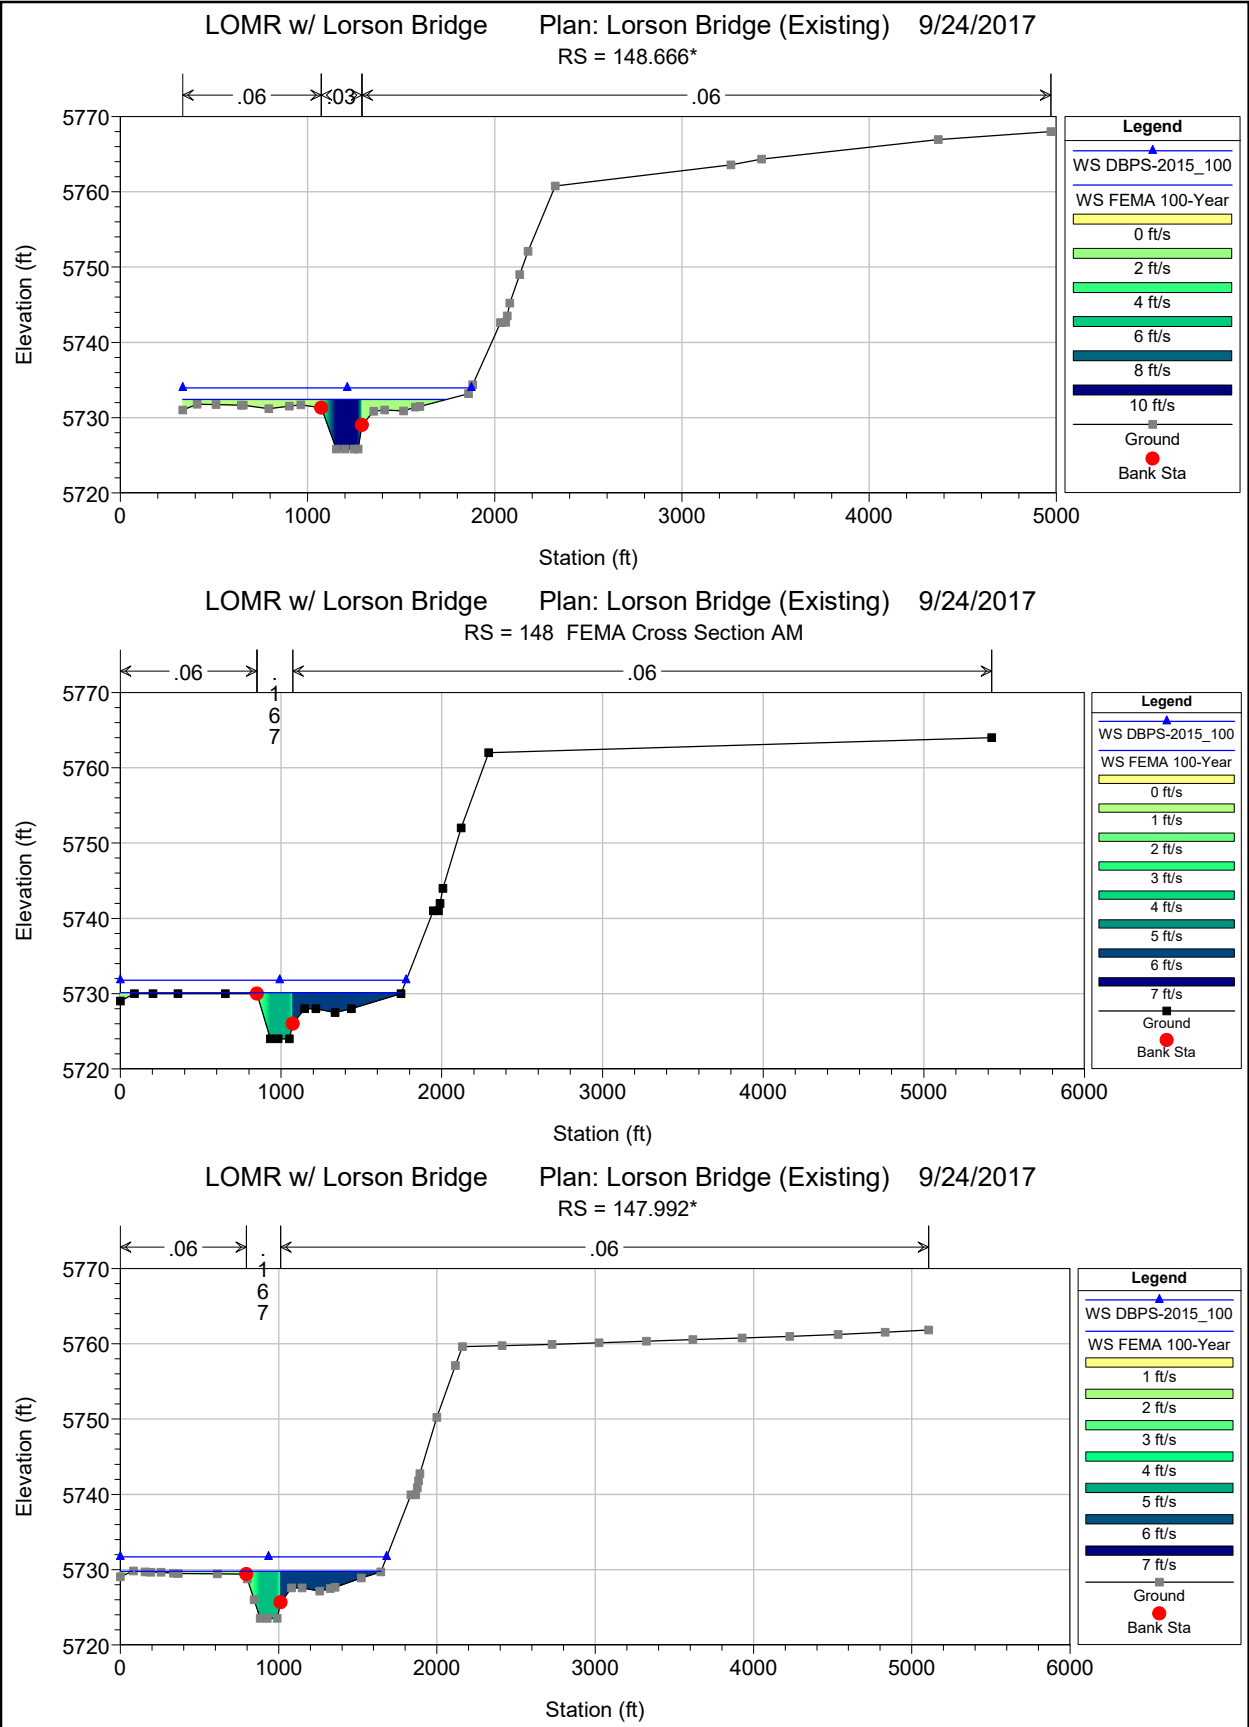 LOMR w/ Lorson Bridge Plan: Lorson Bridge (Existing) 9/24/2017
RS = 148.666*
.06 .03 .06
5770
5760
5750
5740
5730
5720
Elevation (ft)
0 1000 2000 3000 4000 5000
Station (ft)
Legend
WS DBPS-2015_100
WS FEMA 100-Year
0 ft/s
2 ft/s
4 ft/s
6 ft/s
8 ft/s
10 ft/s
Ground
Bank Sta
LOMR w/ Lorson Bridge Plan: Lorson Bridge (Existing) 9/24/2017
RS = 148 FEMA Cross Section AM
.06 .167 .06
5770
5760
5750
5740
5730
5720
Elevation (ft)
0 1000 2000 3000 4000 5000 6000
Station (ft)
Legend
WS DBPS-2015_100
WS FEMA 100-Year
0 ft/s
1 ft/s
2 ft/s
3 ft/s
4 ft/s
5 ft/s
6 ft/s
7 ft/s
Ground
Bank Sta
LOMR w/ Lorson Bridge Plan: Lorson Bridge (Existing) 9/24/2017
RS = 147.992*
.06 .167 .06
5770
5760
5750
5740
5730
5720
Elevation (ft)
0 1000 2000 3000 4000 5000 6000
Station (ft)
Legend
WS DBPS-2015_100
WS FEMA 100-Year
1 ft/s
2 ft/s
3 ft/s
4 ft/s
5 ft/s
6 ft/s
7 ft/s
Ground
Bank Sta